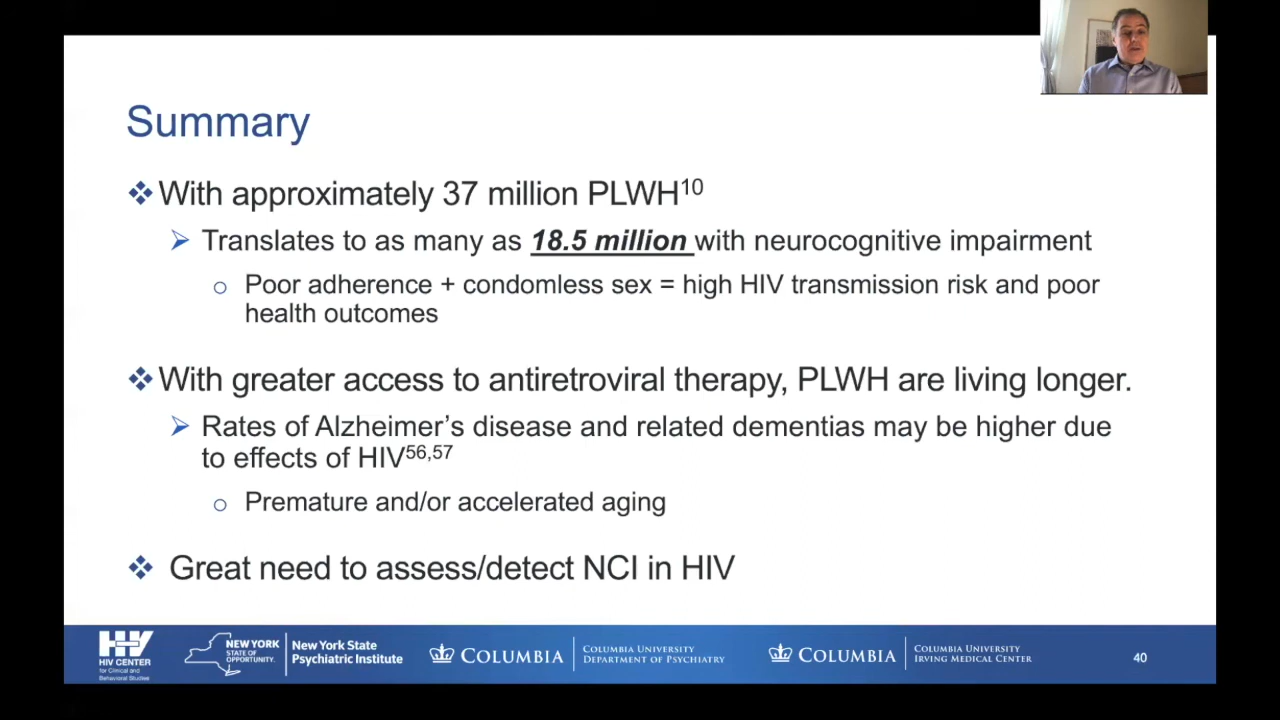 Summary
❖ With approximately 37 million PLWH10
➢ Translates to as many as 18.5 million with neurocognitive impairment
o Poor adherence + condomless sex = high HIV transmission risk and poor
health outcomes
❖ With greater access to antiretroviral therapy, PLWH are living longer.
➢ Rates of Alzheimer’s disease and related dementias may be higher due
to effects of HIV56,57
o Premature and/or accelerated aging
❖ Great need to assess/detect NCI in HIV
HIV
HIV CENTER
for Clinical and
Behavioral Studies
NEW YORK
STATE OF
OPPORTUNITY.
New York State
Psychiatric Institute
COLUMBIA
COLUMBIA UNIVERSITY
DEPARTMENT OF PSYCHIATRY
COLUMBIA
COLUMBIA UNIVERSITY
IRVING MEDICAL CENTER
40